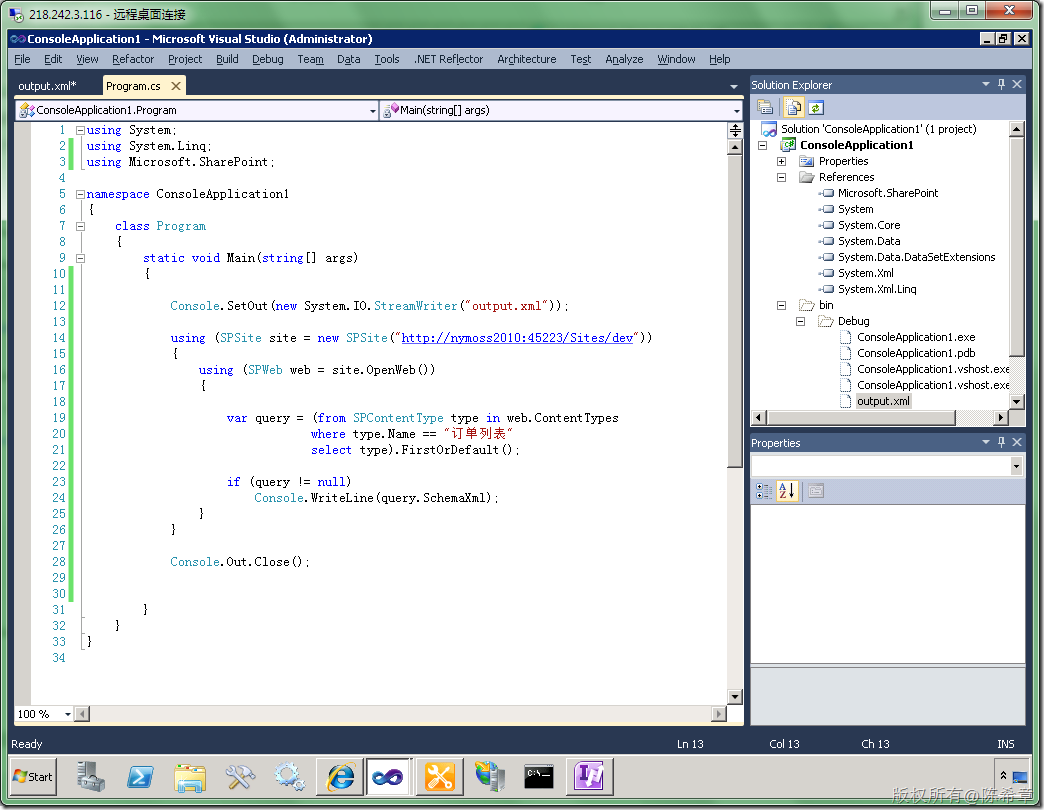 218.242.3.116 - 远程桌面连接
ConsoleApplication1 - Microsoft Visual Studio (Administrator)
File Edit View Refactor Project Build Debug Team Data Tools .NET Reflector Architecture Test Analyze Window Help
output.xml* Program.cs
ConsoleApplication1.Program Main(string[] args)
1 using System;
2 using System.Linq;
3 using Microsoft.SharePoint;
4
5 namespace ConsoleApplication1
6 {
7 class Program
8 {
9 static void Main(string[] args)
10 {
11
12 Console.SetOut(new System.IO.StreamWriter("output.xml"));
13
14 using (SPSite site = new SPSite("http://nymoss2010:45223/Sites/dev"))
15 {
16 using (SPWeb web = site.OpenWeb())
17 {
18
19 var query = (from SPContentType type in web.ContentTypes
20 where type.Name == "订单列表"
21 select type).FirstOrDefault();
22
23 if (query != null)
24 Console.WriteLine(query.SchemaXml);
25 }
26 }
27
28 Console.Out.Close();
29
30
31 }
32 }
33 }
34
100 %
Solution Explorer
Solution 'ConsoleApplication1' (1 project)
ConsoleApplication1
Properties
References
Microsoft.SharePoint
System
System.Core
System.Data
System.Data.DataSetExtensions
System.Xml
System.Xml.Linq
bin
Debug
ConsoleApplication1.exe
ConsoleApplication1.pdb
ConsoleApplication1.vshost.exe
ConsoleApplication1.vshost.exe
output.xml
Properties
Ready Ln 13 Col 13 Ch 13 INS
Start
版权所有@陈希章